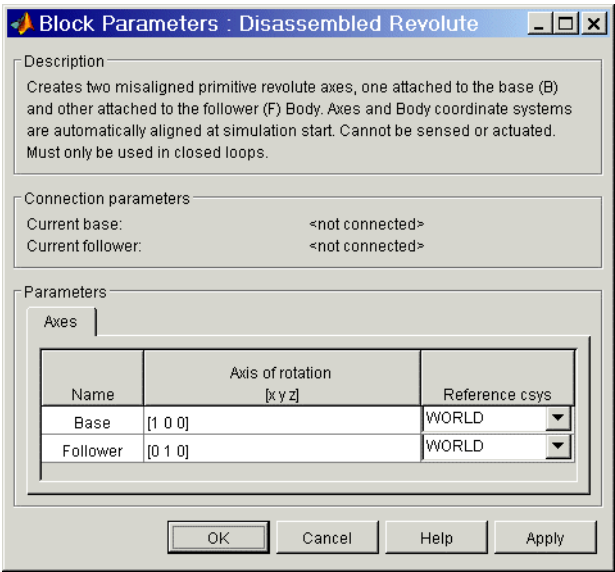 Block Parameters : Disassembled Revolute
Description
Creates two misaligned primitive revolute axes, one attached to the base (B)
and other attached to the follower (F) Body. Axes and Body coordinate systems
are automatically aligned at simulation start. Cannot be sensed or actuated.
Must only be used in closed loops.
Connection parameters
Current base: <not connected>
Current follower: <not connected>
Parameters
Axes
Axis of rotation
Name [x y z] Reference csys
Base [1 0 0] WORLD
Follower [0 1 0] WORLD
OK Cancel Help Apply